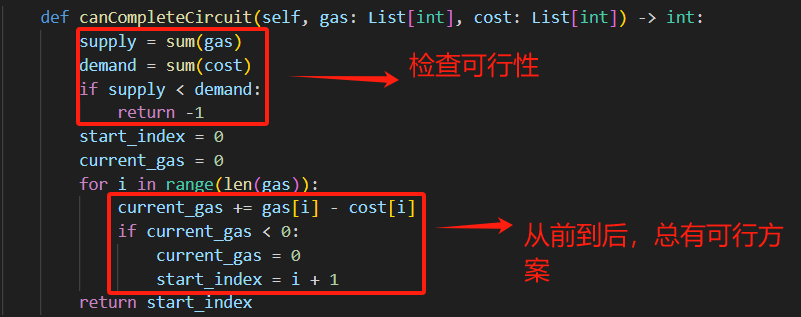 def canCompleteCircuit(self, gas: List[int], cost: List[int]) -> int:
supply = sum(gas)
demand = sum(cost)
if supply < demand:
return -1
检查可行性
start_index = 0
current_gas = 0
for i in range(len(gas)):
current_gas += gas[i] - cost[i]
if current_gas < 0:
current_gas = 0
start_index = i + 1
从前到后，总有可行方
案
return start_index